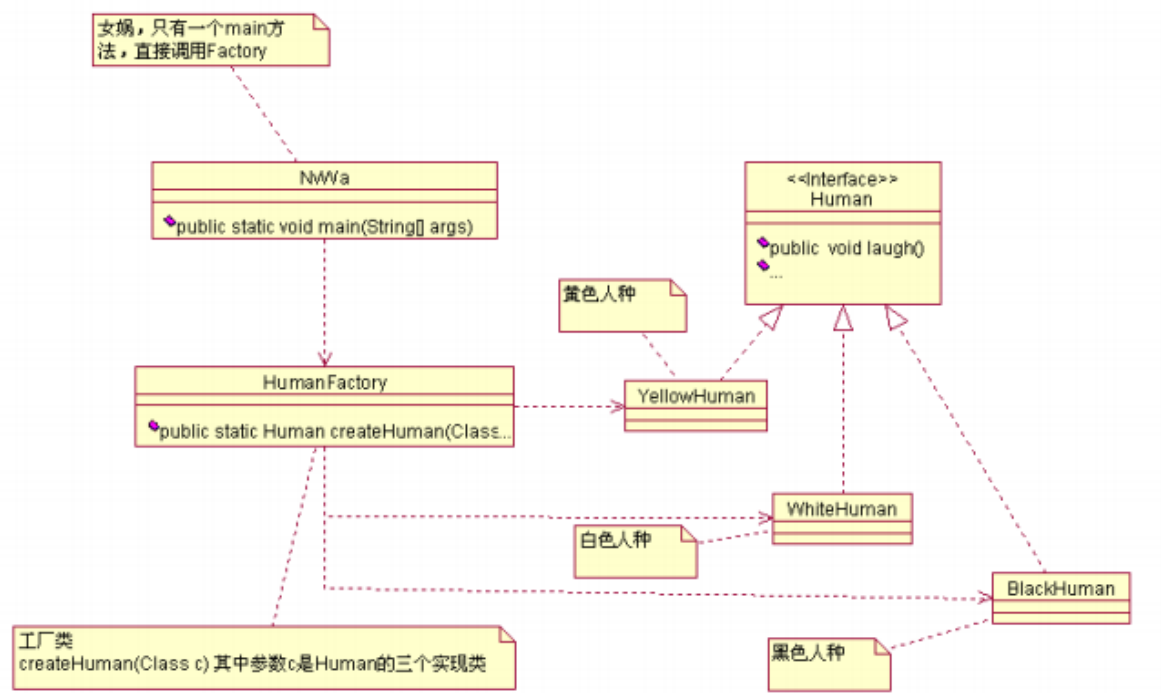 女娲，只有一个main方
法，直接调用Factory
NvWa
public static void main(String[] args)
<<Interface>>
Human
public void laugh()
...
黄色人种
HumanFactory
public static Human createHuman(Class...
YellowHuman
WhiteHuman
白色人种
BlackHuman
工厂类
createHuman(Class c) 其中参数c是Human的三个实现类
黑色人种